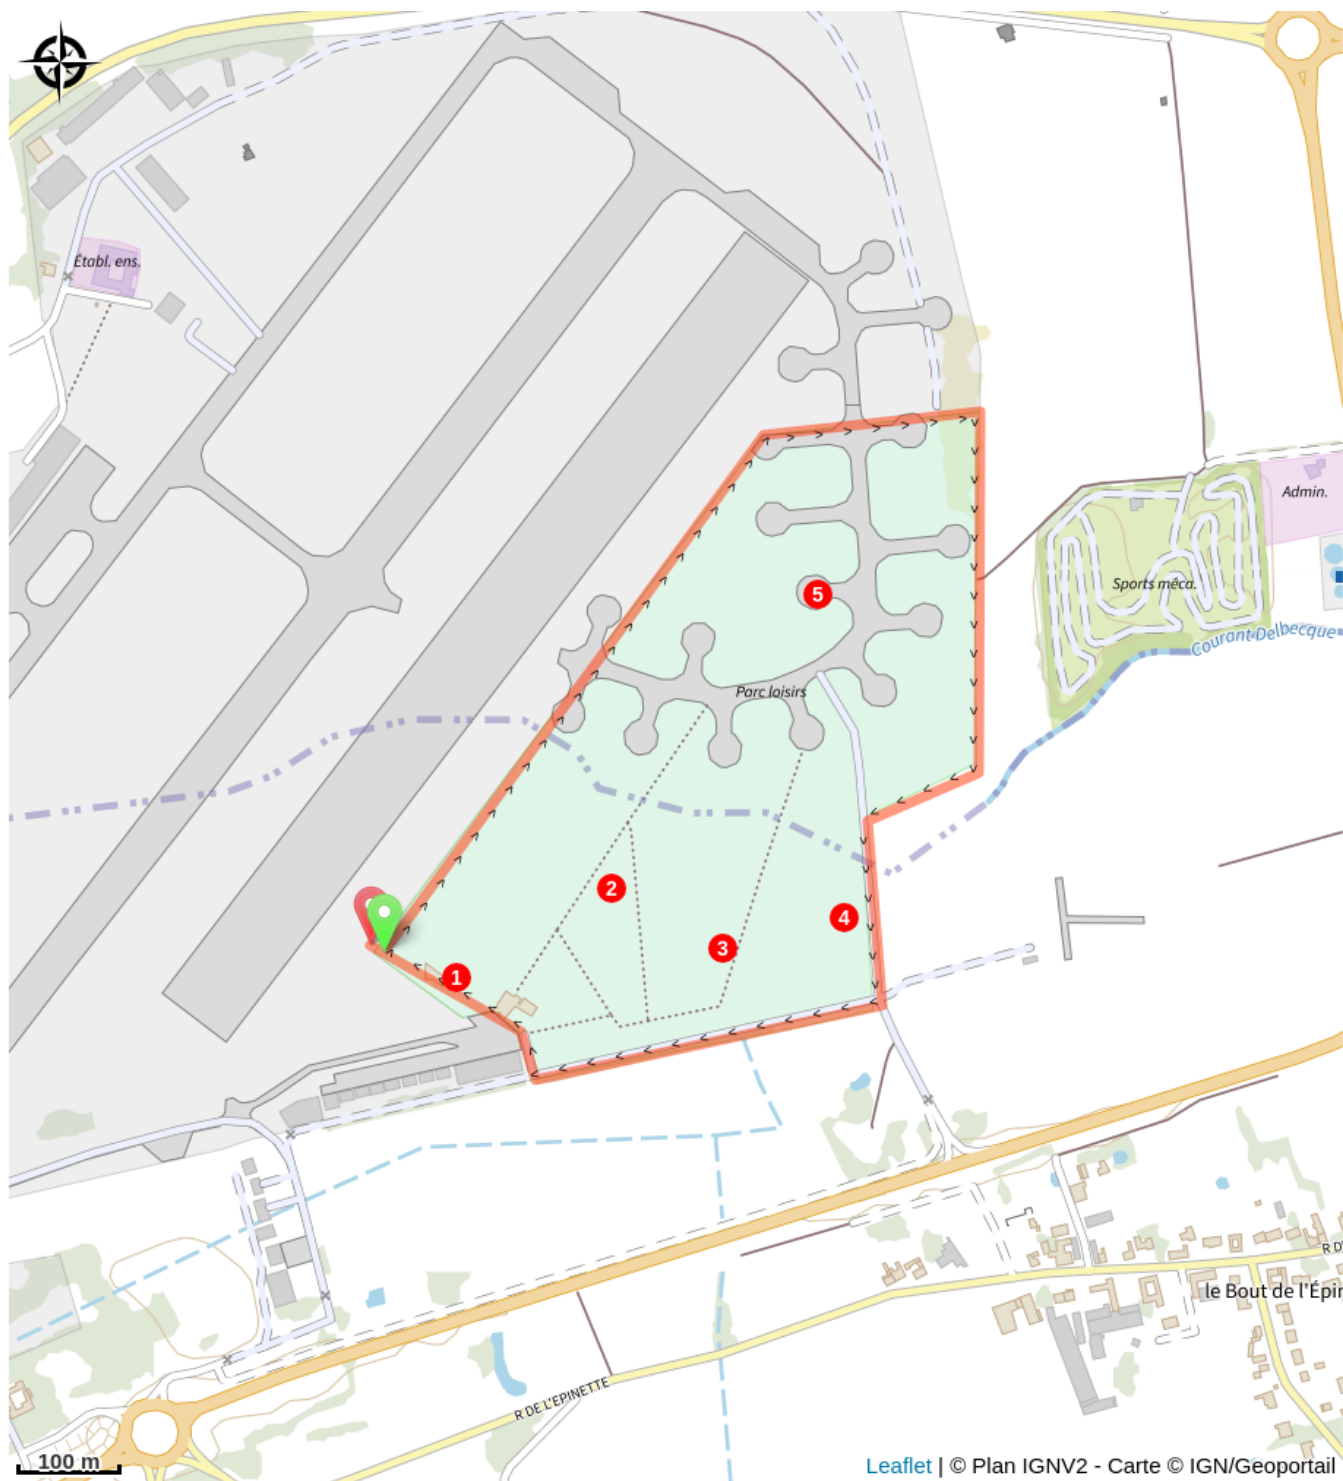 Établ. ens.
Admin.
Sports méca.
5
Courant Delbecque
Parc loisirs
2
4
3
1
le Bout de l'Épin
R D'
R DE L'EPINETTE
100 m
Leaflet | © Plan IGNV2 - Carte © IGN/Geoportail